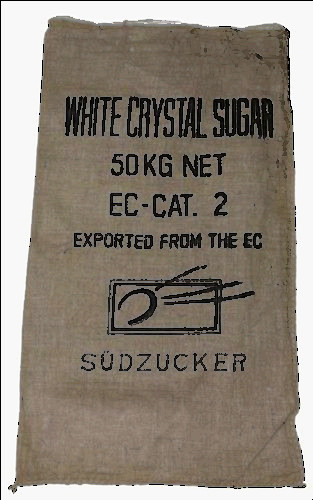 WHITE CRYSTAL SUGAR
50KG NET
EC-CAT. 2
EXPORTED FROM THE EC
SÜDZUCKER